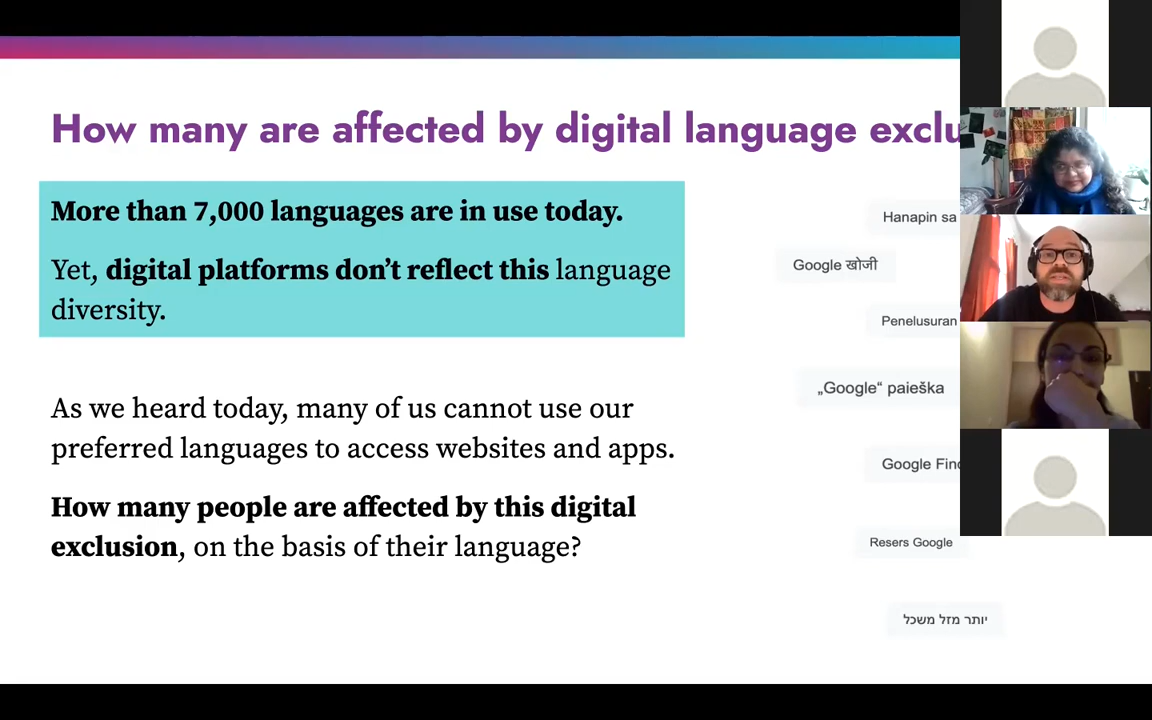 How many are affected by digital language exclu
More than 7,000 languages are in use today.
Yet, digital platforms don’t reflect this language
diversity.
As we heard today, many of us cannot use our
preferred languages to access websites and apps.
How many people are affected by this digital
exclusion, on the basis of their language?
Hanapin sa
Google खोजी
Penelusuran
„Google“ paieška
Google Find
Resers Google
יותר מזל משכל